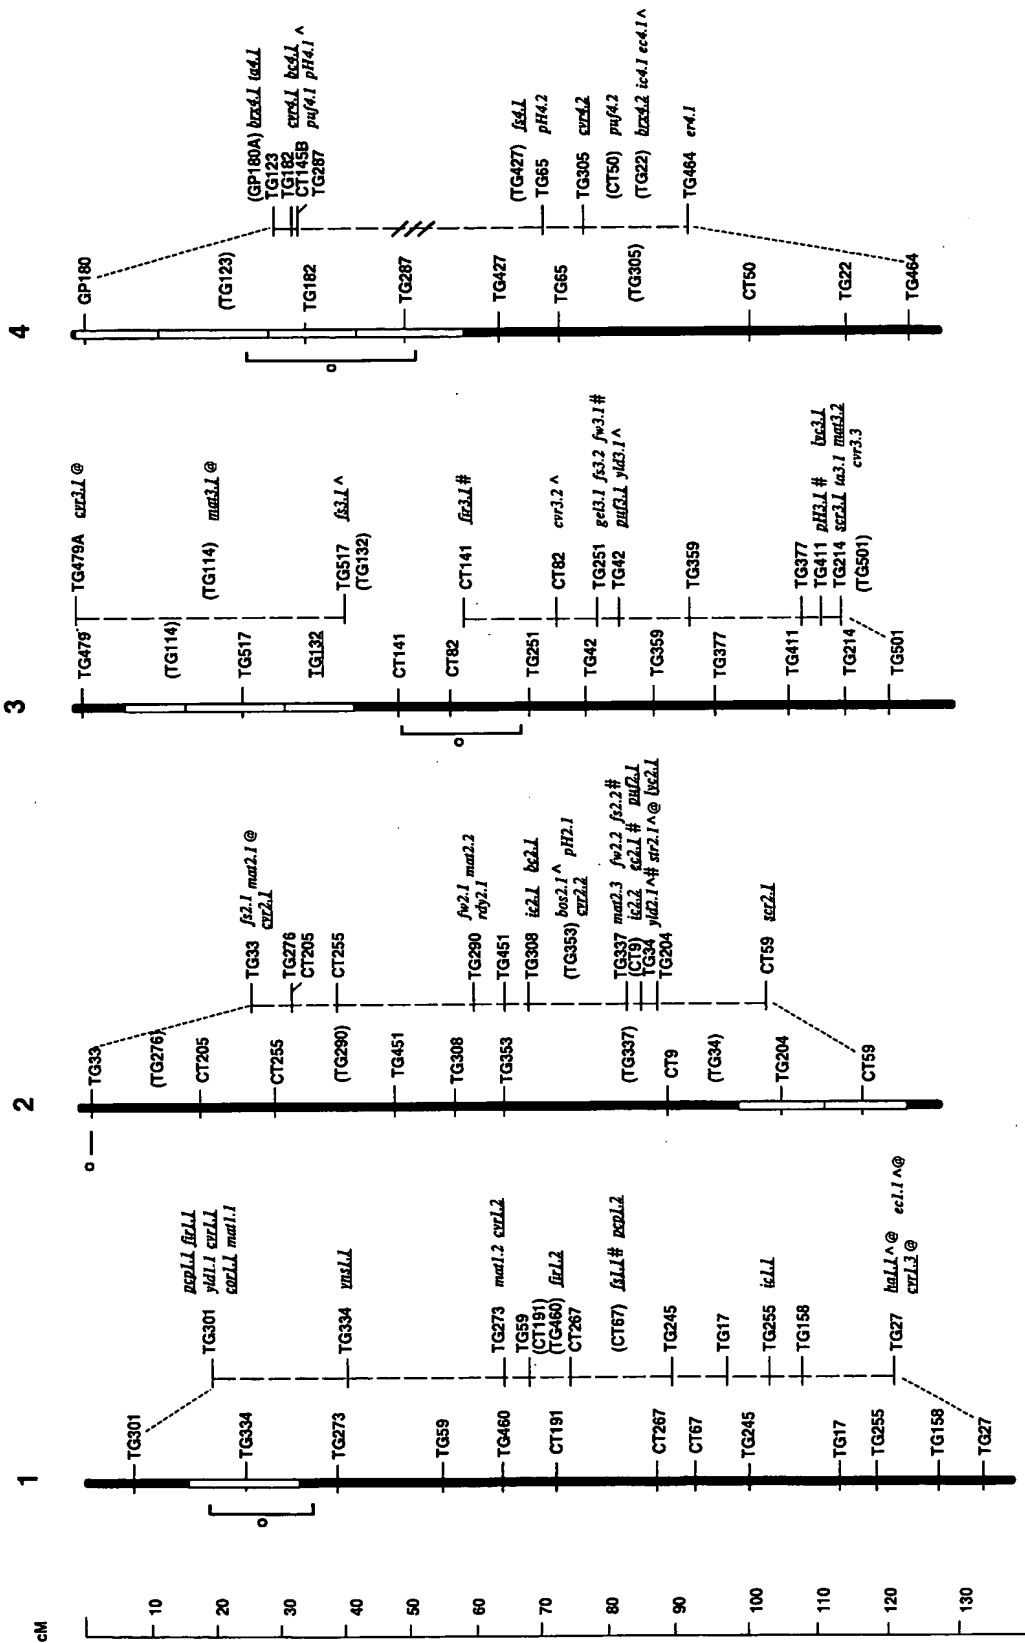 cM
10
20
30
40
50
60
70
80
90
100
110
120
130
1
TG301
TG334
TG273
TG59
TG460
CT191
CT267
CT67
TG245
TG17
TG255
TG158
TG27
pcp1.1 fir1.1
TG301 yld1.1 cvr1.1
cor1.1 mat1.1
TG334 vns1.1
TG273 mat1.2 cvr1.2
TG59
(CT191)
(TG460) fir1.2
CT267
(CT67) fs1.1# pcp1.2
TG245
TG17
TG255 ic1.1
TG158
TG27 ha1.1^@ ec1.1^@
cvr1.3@
2
TG33
(TG276)
CT205
CT255
(TG290)
TG451
TG308
TG353
(TG337)
CT9
(TG34)
TG204
CT59
TG33 fs2.1 mat2.1@
cvr2.1
TG276
CT205
CT255
TG290 fw2.1 mat2.2
rdy2.1
TG451
TG308 ic2.1 bc2.1
(TG353) bos2.1^ pH2.1
cvr2.2
TG337 mat2.3 fw2.2 fs2.2#
(CT9) ic2.2 ec2.1# puf2.1
TG34 yld2.1^# str2.1^@ lyc2.1
TG204
CT59 scr2.1
3
TG479
(TG114)
TG517
TG132
CT141
CT82
TG251
TG42
TG359
TG377
TG411
TG214
TG501
TG479A cvr3.1@
(TG114) mat3.1@
TG517 fs3.1^
(TG132)
CT141 fir3.1#
CT82 cvr3.2^
TG251 gel3.1 fs3.2 fw3.1#
TG42 puf3.1 yld3.1^
TG359
TG377
TG411 pH3.1# lyc3.1
TG214 scr3.1 ta3.1 mat3.2
(TG501) cvr3.3
4
GP180
(TG123)
TG182
TG287
TG427
TG65
(TG305)
CT50
TG22
TG464
(GP180A) brx4.1 ta4.1
TG123
TG182 cvr4.1 bc4.1
CT145B puf4.1 pH4.1^
TG287
(TG427) fs4.1
TG65 pH4.2
TG305 cvr4.2
(CT50) puf4.2
(TG22) brx4.2 ic4.1 ec4.1^
TG464 er4.1